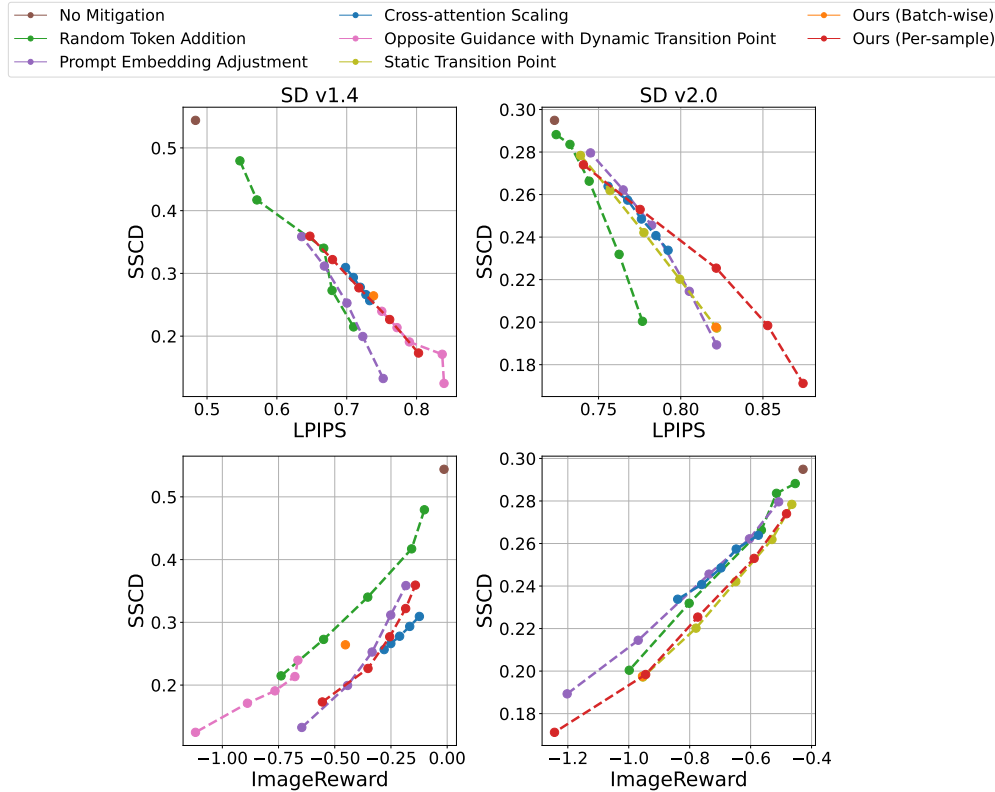 No Mitigation
Random Token Addition
Prompt Embedding Adjustment
Cross-attention Scaling
Opposite Guidance with Dynamic Transition Point
Static Transition Point
Ours (Batch-wise)
Ours (Per-sample)
SD v1.4
SSCD
0.5
0.4
0.3
0.2
0.5 0.6 0.7 0.8
LPIPS
SD v2.0
SSCD
0.30
0.28
0.26
0.24
0.22
0.20
0.18
0.75 0.80 0.85
LPIPS
SSCD
0.5
0.4
0.3
0.2
−1.00 −0.75 −0.50 −0.25 0.00
ImageReward
SSCD
0.30
0.28
0.26
0.24
0.22
0.20
0.18
−1.2 −1.0 −0.8 −0.6 −0.4
ImageReward